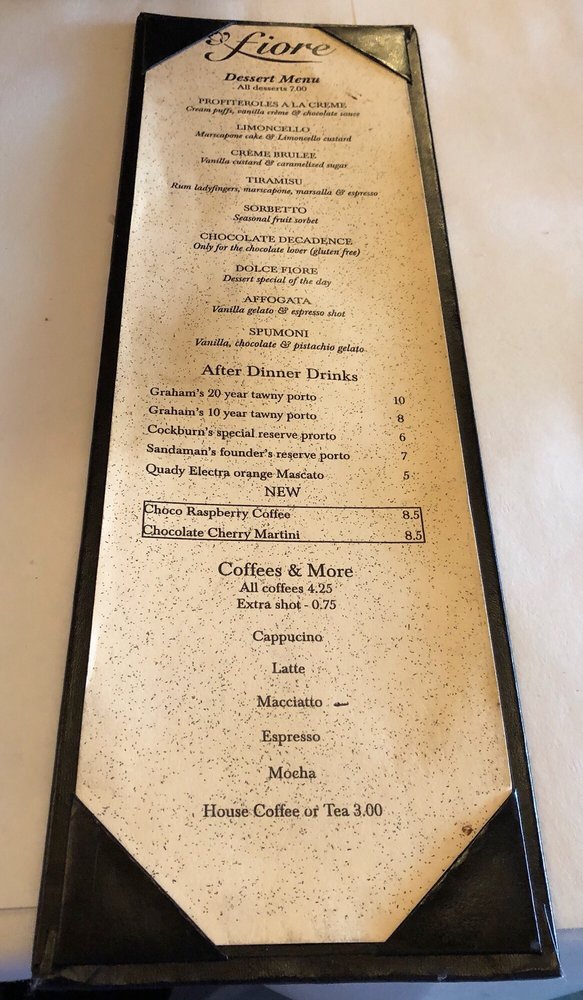 fiore
Dessert Menu
All desserts 7.00
PROFITEROLES A LA CREME
Cream puffs, vanilla crème & chocolate sauce
LIMONCELLO
Marscapone cake & Limoncello custard
CRÈME BRULEE
Vanilla custard & caramelized sugar
TIRAMISU
Rum ladyfingers, marscapone, marsalla & espresso
SORBETTO
Seasonal fruit sorbet
CHOCOLATE DECADENCE
Only for the chocolate lover (gluten free)
DOLCE FIORE
Dessert special of the day
AFFOGATA
Vanilla gelato & espresso shot
SPUMONI
Vanilla, chocolate & pistachio gelato
After Dinner Drinks
Graham's 20 year tawny porto 10
Graham's 10 year tawny porto 8
Cockburn's special reserve prorto 6
Sandaman's founder's reserve porto 7
Quady Electra orange Mascato 5
NEW
Choco Raspberry Coffee 8.5
Chocolate Cherry Martini 8.5
Coffees & More
All coffees 4.25
Extra shot - 0.75
Cappucino
Latte
Macciatto
Espresso
Mocha
House Coffee or Tea 3.00